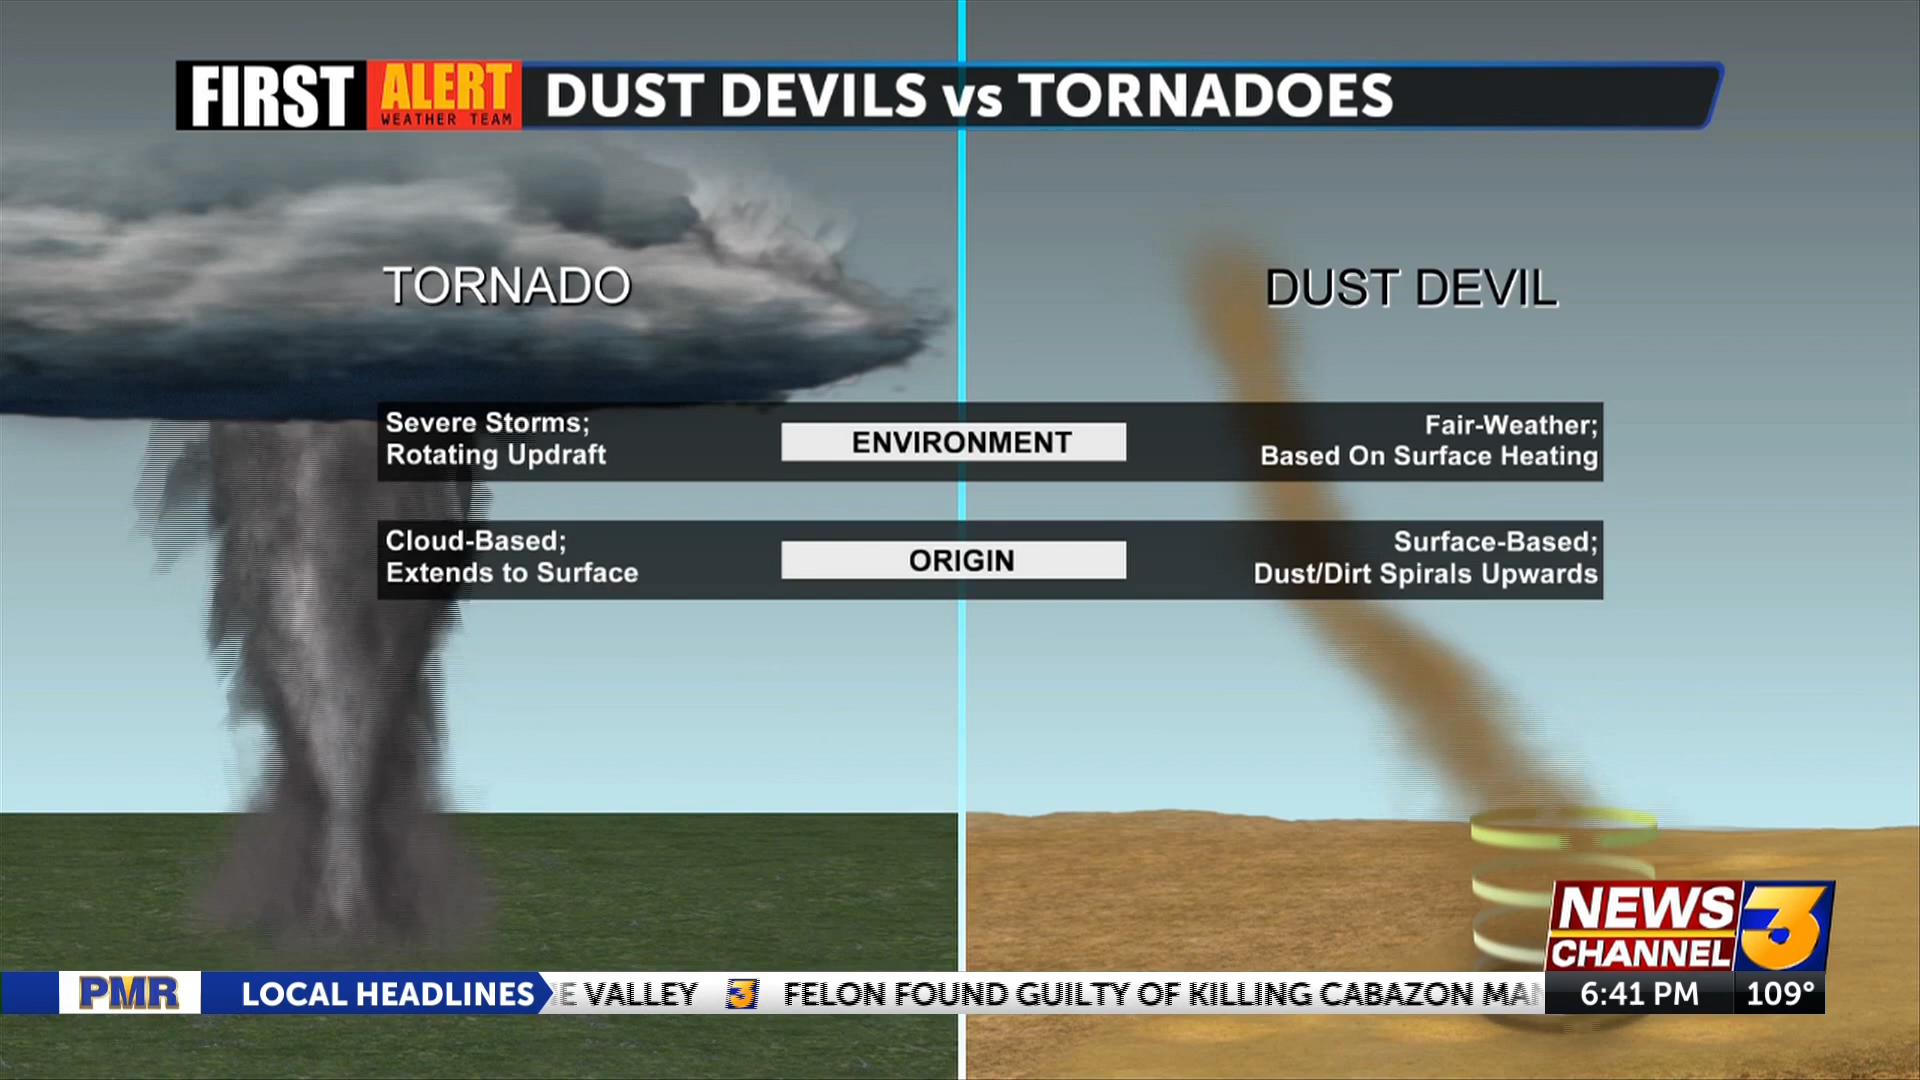 FIRST ALERT WEATHER TEAM DUST DEVILS vs TORNADOES
TORNADO
DUST DEVIL
Severe Storms;
Rotating Updraft
ENVIRONMENT
Fair-Weather;
Based On Surface Heating
Cloud-Based;
Extends to Surface
ORIGIN
Surface-Based;
Dust/Dirt Spirals Upwards
NEWS
CHANNEL 3
PMR LOCAL HEADLINES VALLEY 3 FELON FOUND GUILTY OF KILLING CABAZON
6:41 PM 109°